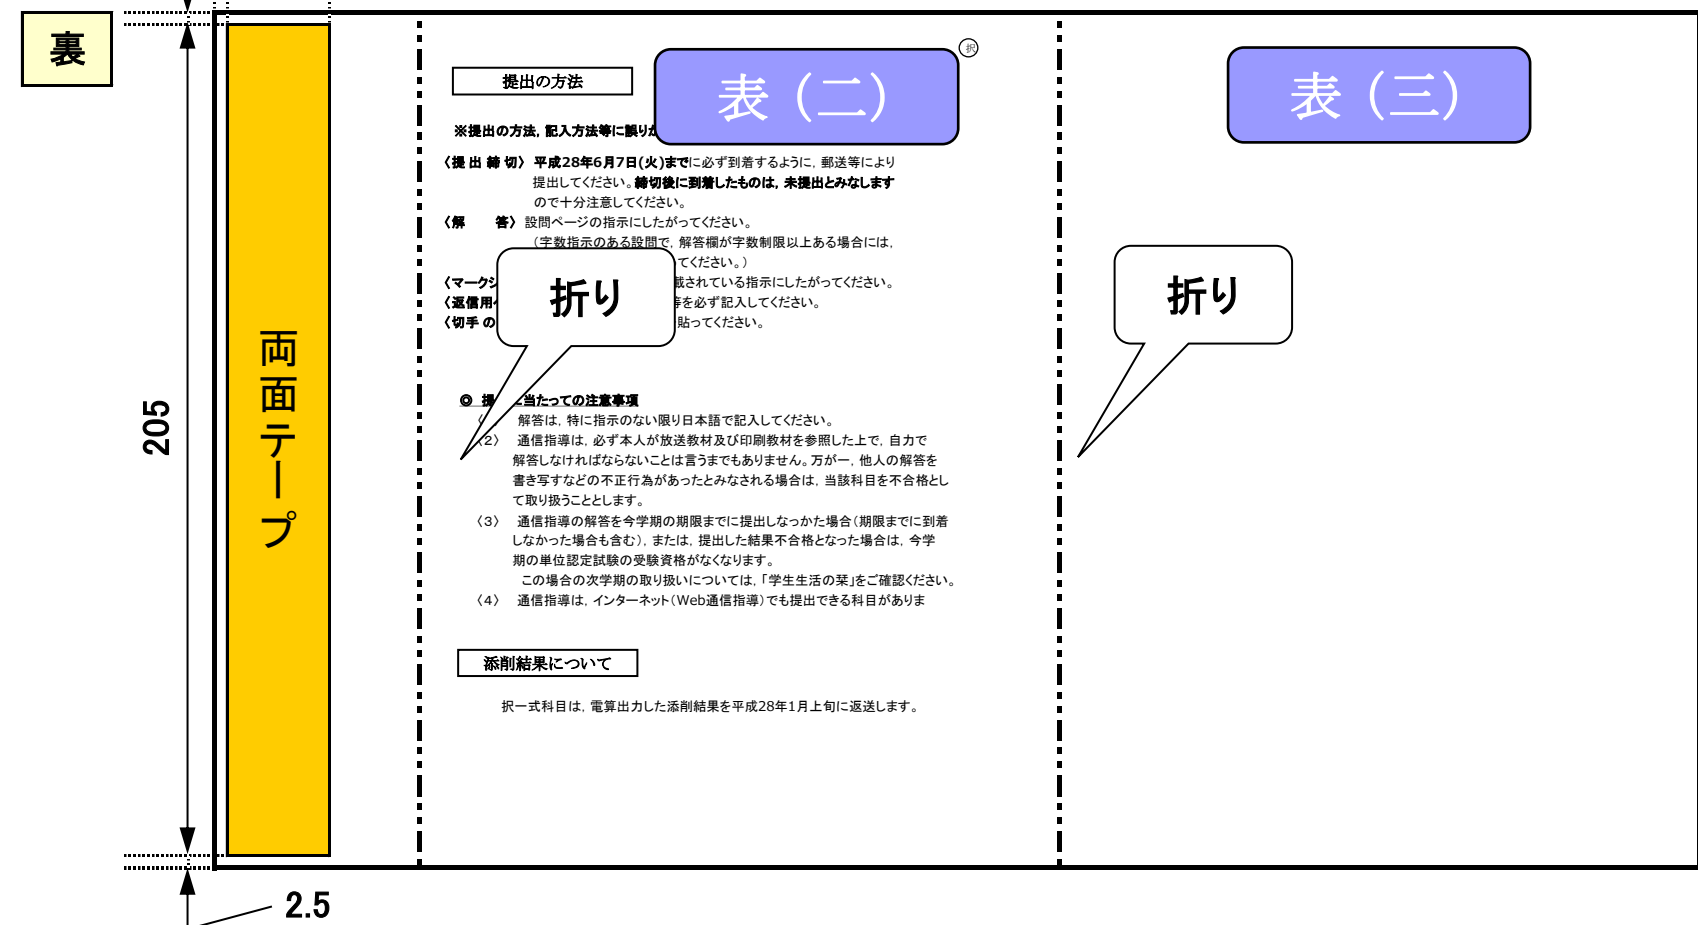 裏
両面テープ
205
2.5
択
表（二）
表（三）
提出の方法
※提出の方法，記入方法等に誤りが
〈提 出 締 切〉 平成28年6月7日(火)までに必ず到着するように，郵送等により
提出してください。締切後に到着したものは，未提出とみなします
ので十分注意してください。
〈解　　答〉 設問ページの指示にしたがってください。
（字数指示のある設問で，解答欄が字数制限以上ある場合には，
てください。）
〈マークシ
載されている指示にしたがってください。
〈返信用
等を必ず記入してください。
〈切手 の
貼ってください。
折り
折り
◎ 提
当たっての注意事項
解答は，特に指示のない限り日本語で記入してください。
2〉　通信指導は，必ず本人が放送教材及び印刷教材を参照した上で，自力で
解答しなければならないことは言うまでもありません。万が一，他人の解答を
書き写すなどの不正行為があったとみなされる場合は，当該科目を不合格とし
て取り扱うこととします。
〈3〉　通信指導の解答を今学期の期限までに提出しなっかた場合（期限までに到着
しなかった場合も含む），または，提出した結果不合格となった場合は，今学
期の単位認定試験の受験資格がなくなります。
この場合の次学期の取り扱いについては，「学生生活の栞」をご確認ください。
〈4〉　通信指導は，インターネット（Web通信指導）でも提出できる科目がありま
添削結果について
択一式科目は，電算出力した添削結果を平成28年1月上旬に返送します。